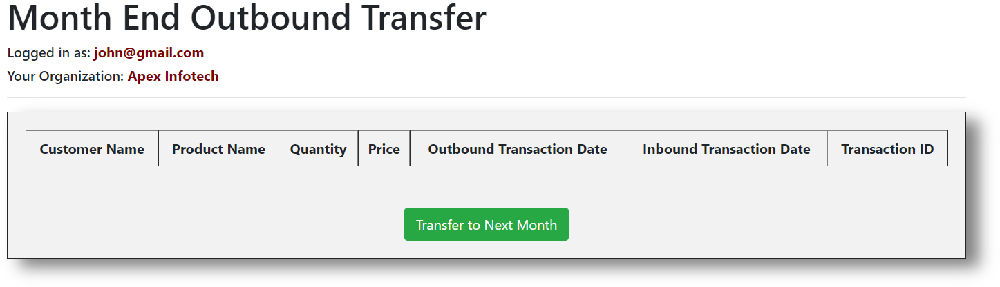 Month End Outbound Transfer
Logged in as: john@gmail.com
Your Organization: Apex Infotech
Customer Name Product Name Quantity Price Outbound Transaction Date Inbound Transaction Date Transaction ID
Transfer to Next Month